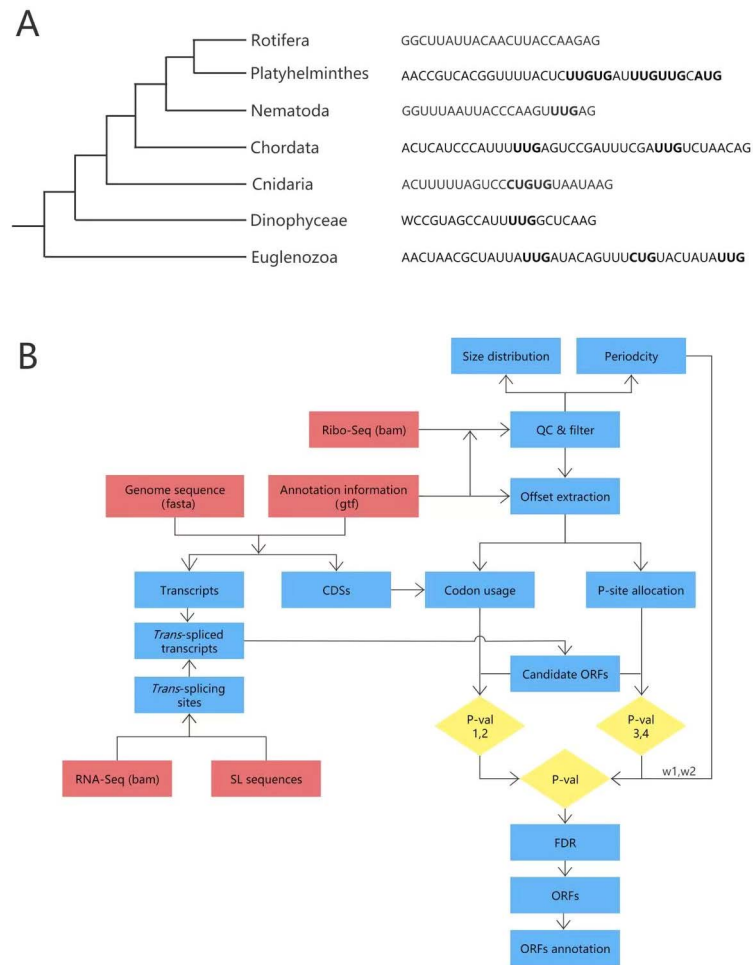 A
Rotifera GGCUUAUUACAACUUACCAAGAG
Platyhelminthes AACCGUCACGGUUUUACUCUUGUGAUUUGUUGCAUG
Nematoda GGUUUAAUUACCCAAGUUUGAG
Chordata ACUCAUCCCAUUUUUGAGUCCGAUUUCGAUUGUCUAACAG
Cnidaria ACUUUUUAGUCCCUGUGUAAUAAG
Dinophyceae WCCGUAGCCAUUUUGGCUCAAG
Euglenozoa AACUAACGCUAUUAUUGAUACAGUUUCUGUACUAUAUUG
B
Size distribution
Periodcity
Ribo-Seq (bam)
QC & filter
Genome sequence
(fasta)
Annotation information
(gtf)
Offset extraction
Transcripts
CDSs
Codon usage
P-site allocation
Trans-spliced
transcripts
Candidate ORFs
Trans-splicing
sites
P-val
1,2
P-val
3,4
RNA-Seq (bam)
SL sequences
P-val
w1,w2
FDR
ORFs
ORFs annotation